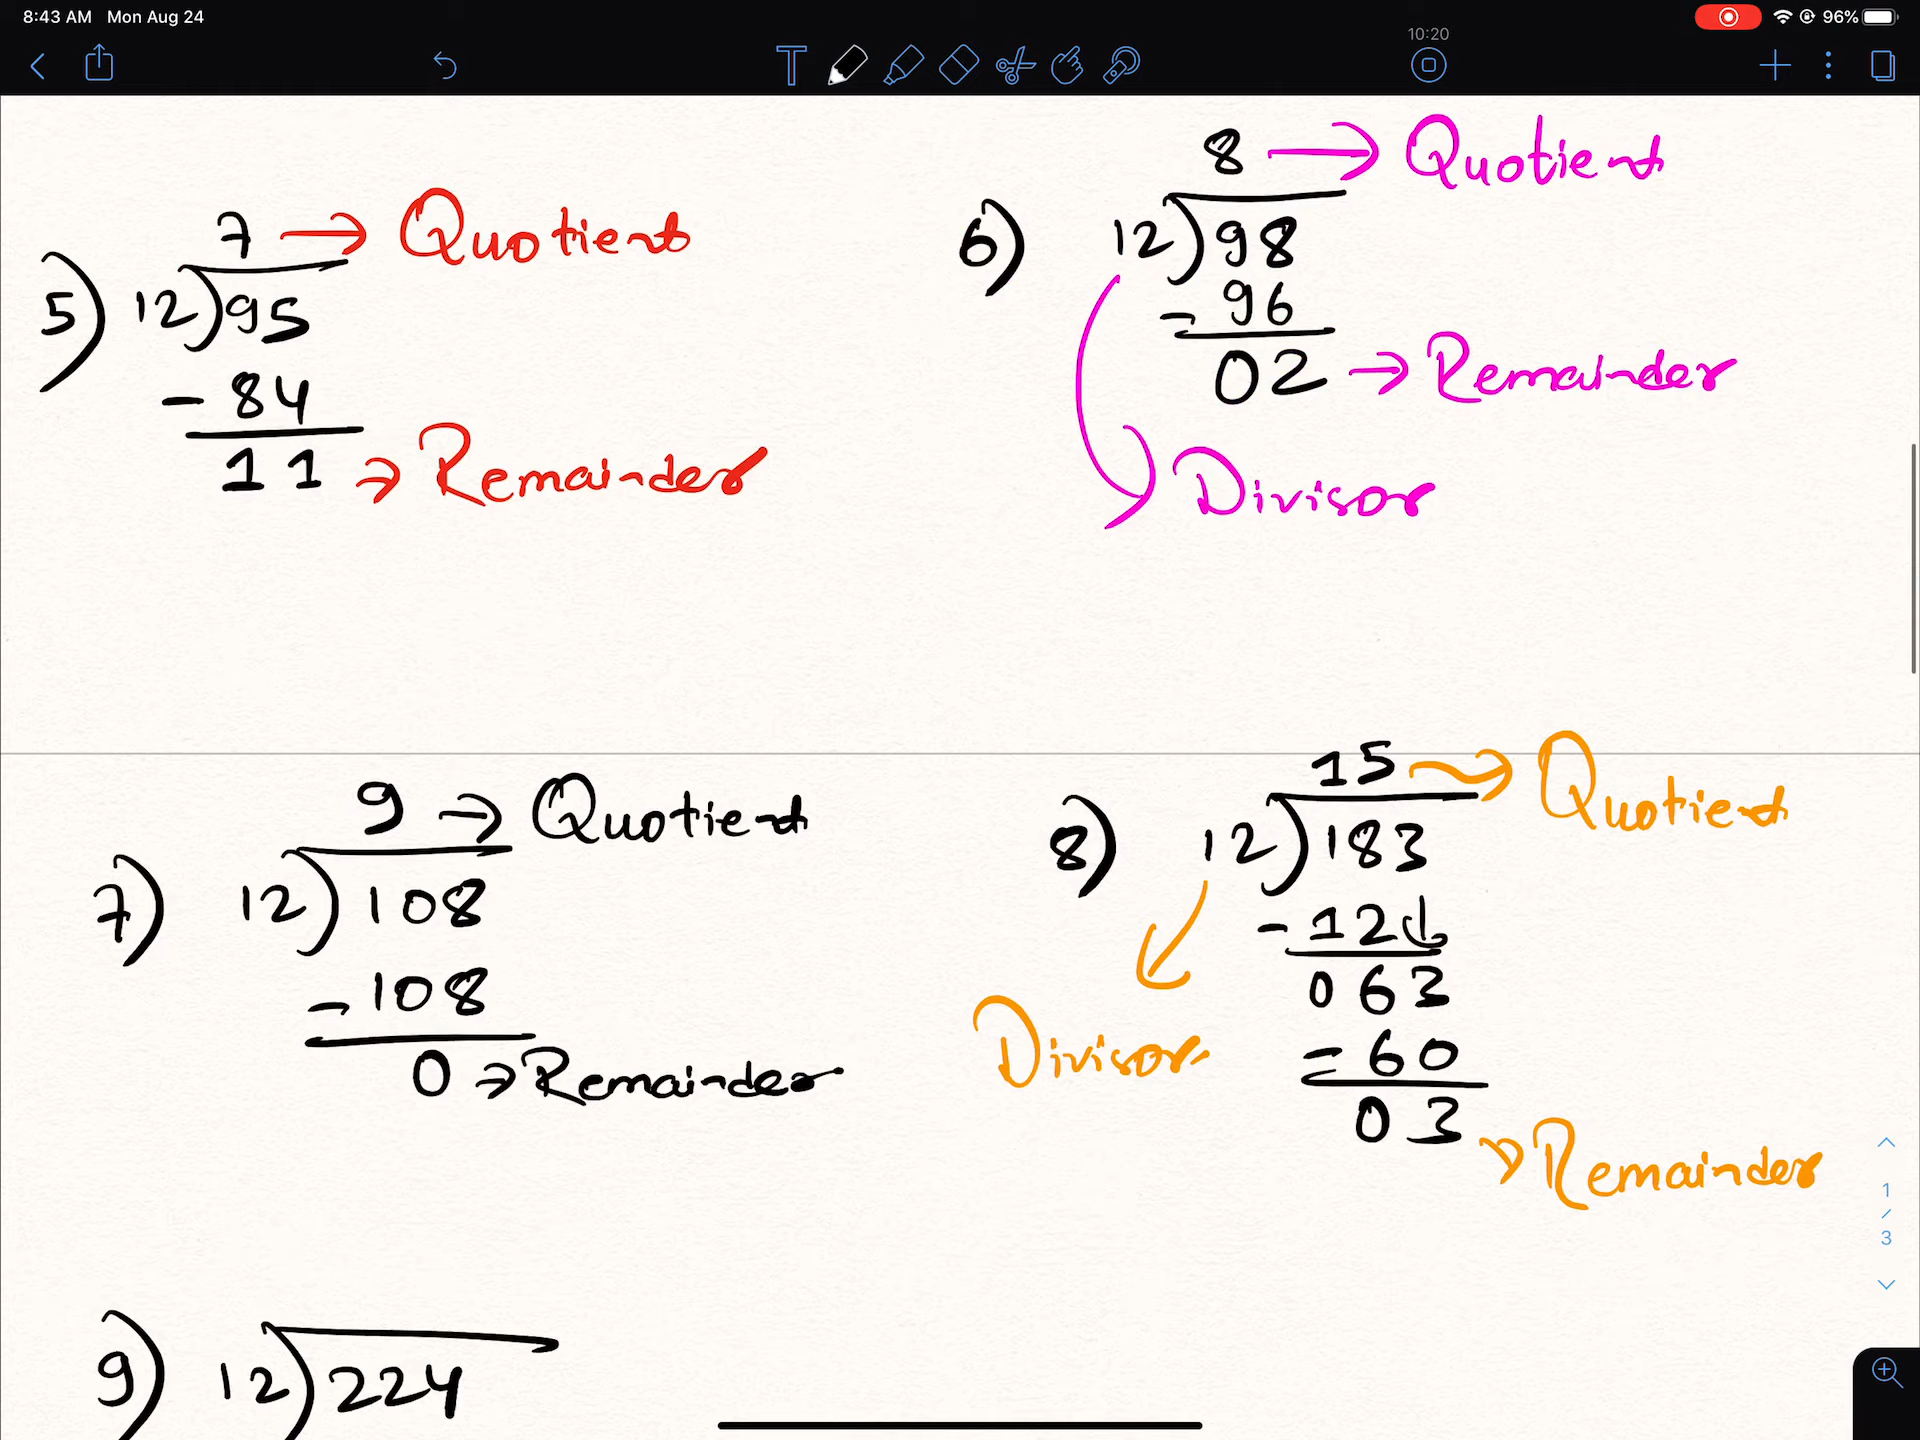 8:43 AM Mon Aug 24
96%
10:20
T
5)
7 → Quotient
12)95
- 84
11 → Remainder
6)
8 → Quotient
12)98
- 96
02 → Remainder
Divisor
7)
9 → Quotient
12)108
- 108
0 → Remainder
8)
15 → Quotient
12)183
- 12↓
063
- 60
03
→ Remainder
Divisor
9)
12)224
1
/
3